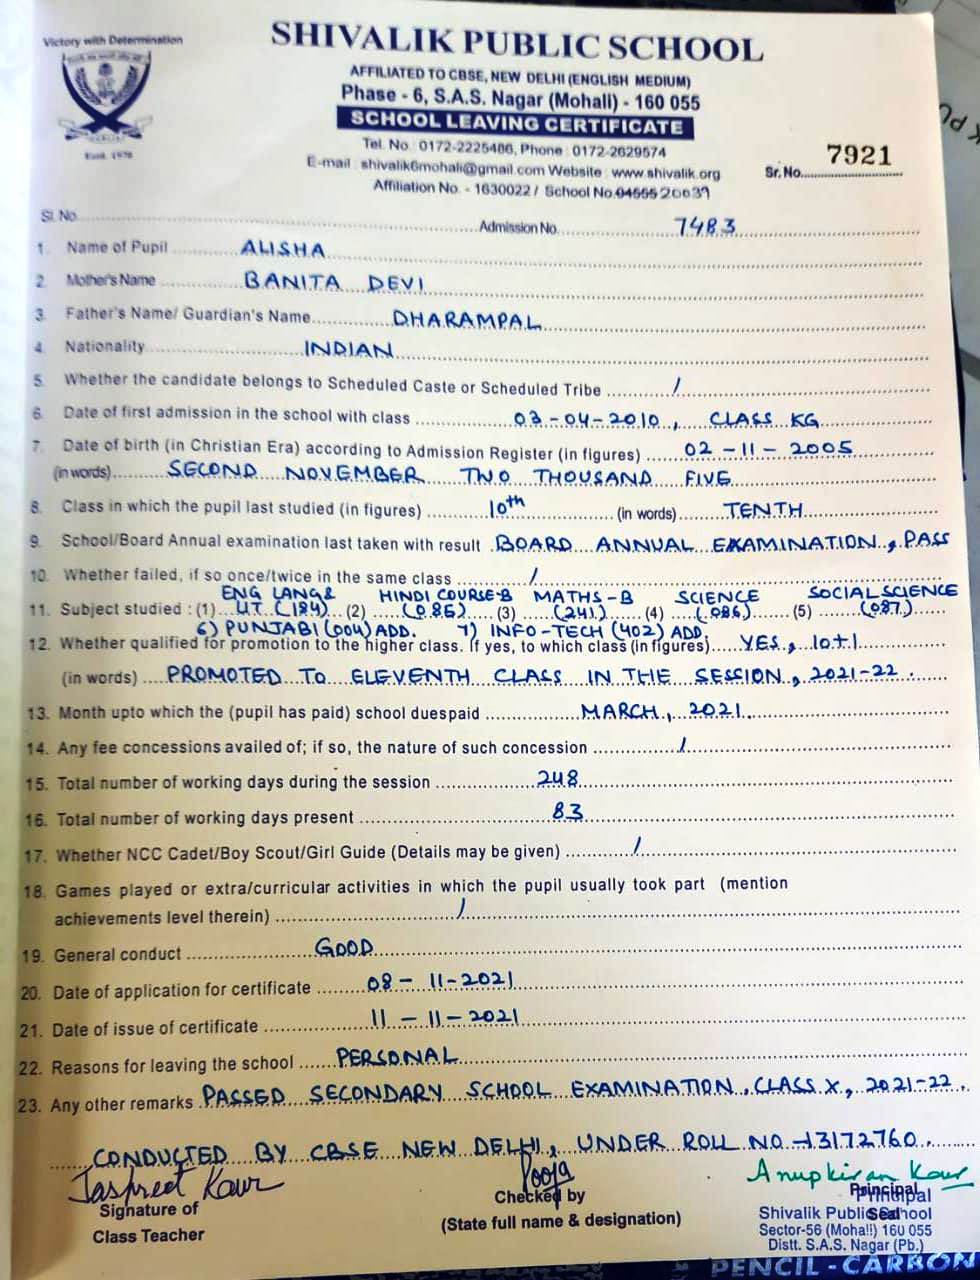 Victory with Determination
SHIVALIK PUBLIC SCHOOL
AFFILIATED TO CBSE, NEW DELHI (ENGLISH MEDIUM)
Phase - 6, S.A.S. Nagar (Mohali) - 160 055
SCHOOL LEAVING CERTIFICATE
Estd. 1976
Tel. No : 0172-2225486, Phone : 0172-2629574
E-mail : shivalik6mohali@gmail.com Website : www.shivalik.org
Affiliation No. - 1630022 / School No. 04555 20039
Sr. No. 7921
Sl. No. Admission No. 7483
1. Name of Pupil ALISHA
2. Mother's Name BANITA DEVI
3. Father's Name/ Guardian's Name DHARAMPAL
4. Nationality INDIAN
5. Whether the candidate belongs to Scheduled Caste or Scheduled Tribe /
6. Date of first admission in the school with class 03-04-2010, CLASS KG
7. Date of birth (in Christian Era) according to Admission Register (in figures) 02-11-2005
(in words) SECOND NOVEMBER TWO THOUSAND FIVE
8. Class in which the pupil last studied (in figures) 10th (in words) TENTH
9. School/Board Annual examination last taken with result BOARD ANNUAL EXAMINATION, PASS
10. Whether failed, if so once/twice in the same class /
ENG LANG & HINDI COURSE-B MATHS-B SCIENCE SOCIAL SCIENCE
11. Subject studied : (1) LIT. (184) (2) (085) (3) (241) (4) (086) (5) (087)
6) PUNJABI (004) ADD. 7) INFO-TECH (402) ADD.
12. Whether qualified for promotion to the higher class. If yes, to which class (in figures) YES, 10+1
(in words) PROMOTED TO ELEVENTH CLASS IN THE SESSION, 2021-22.
13. Month upto which the (pupil has paid) school duespaid MARCH, 2021.
14. Any fee concessions availed of; if so, the nature of such concession /
15. Total number of working days during the session 248
16. Total number of working days present 83
17. Whether NCC Cadet/Boy Scout/Girl Guide (Details may be given) /
18. Games played or extra/curricular activities in which the pupil usually took part (mention
achievements level therein) /
19. General conduct GOOD
20. Date of application for certificate 08-11-2021
21. Date of issue of certificate 11-11-2021
22. Reasons for leaving the school PERSONAL
23. Any other remarks PASSED SECONDARY SCHOOL EXAMINATION, CLASS X, 2021-22,
CONDUCTED BY CBSE NEW DELHI, UNDER ROLL NO-13172760.
Jaspreet Kaur Pooja Anupkiran Kaur
Signature of
Class Teacher
Checked by
(State full name & designation)
Principal
Principal
Seal
Shivalik Public School
Sector-56 (Mohali) 160 055
Distt. S.A.S. Nagar (Pb.)
PENCIL - CARBON